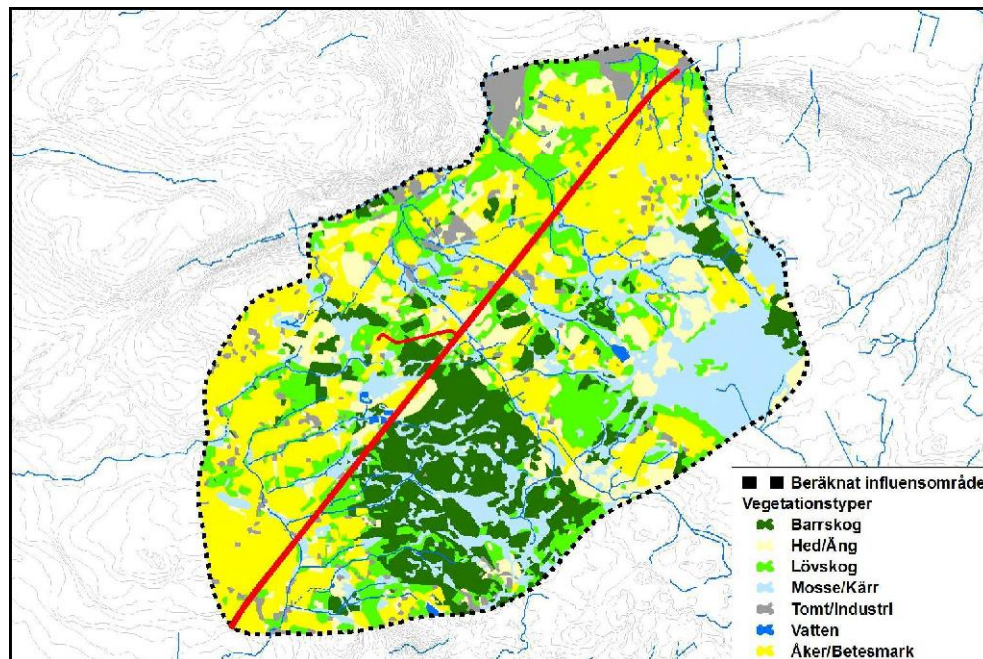 Beräknat influensområde
Vegetationstyper
Barrskog
Hed/Äng
Lövskog
Mosse/Kärr
Tomt/Industri
Vatten
Åker/Betesmark